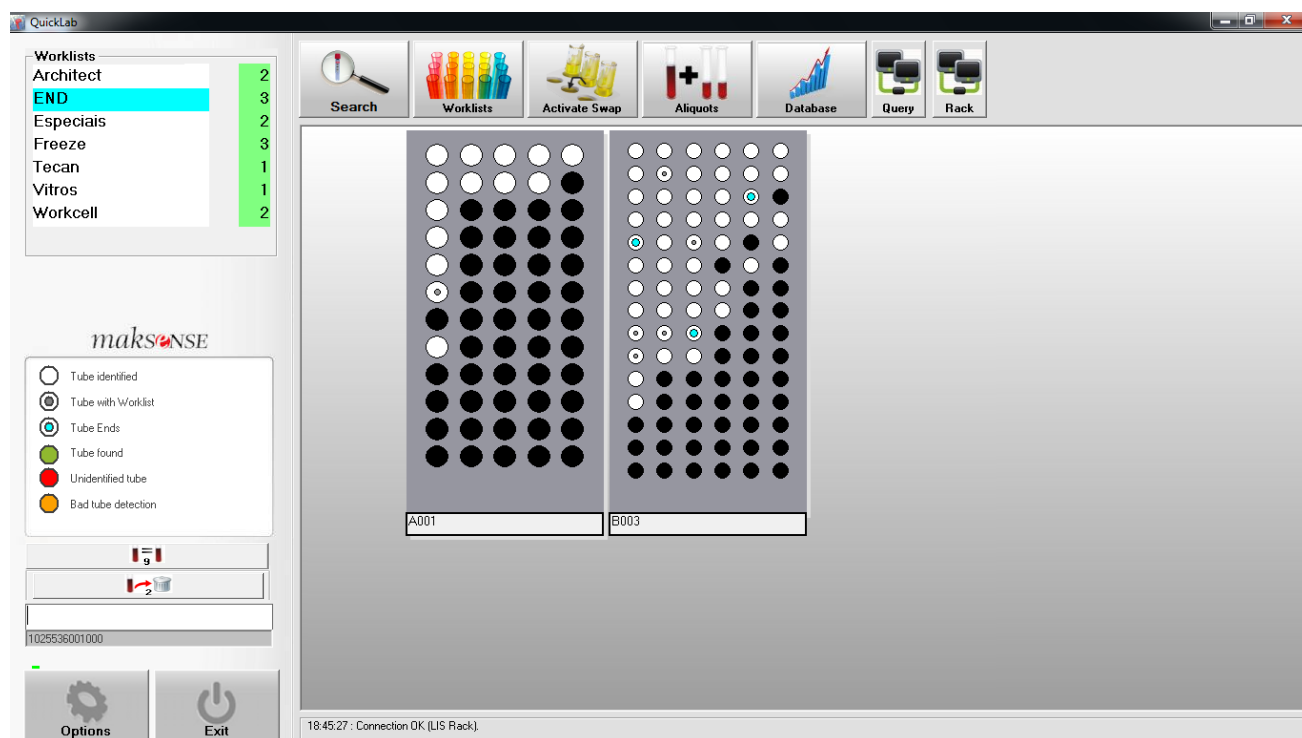 QuickLab
Worklists
Architect 2
END 3
Especiais 2
Freeze 3
Tecan 1
Vitros 1
Workcell 2
Search
Worklists
Activate Swap
Aliquots
Database
Query
Rack
makseNSE
Tube identified
Tube with Worklist
Tube Ends
Tube found
Unidentified tube
Bad tube detection
A001
B003
= 9
2
1025536001000
Options
Exit
18:45:27 : Connection OK (LIS Rack).